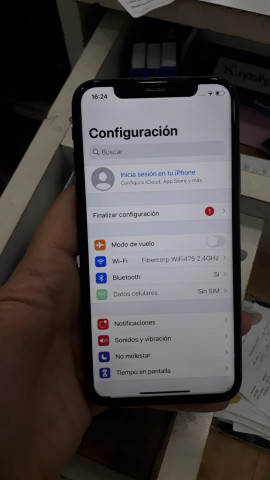 16:24
Configuración
Buscar
Inicia sesión en tu iPhone
Configura iCloud, App Store y más.
Finalizar configuración 1
Modo de vuelo
Wi-Fi Fibercorp WiFi475 2.4GHz
Bluetooth Sí
Datos celulares Sin SIM
Notificaciones
Sonidos y vibración
No molestar
Tiempo en pantalla